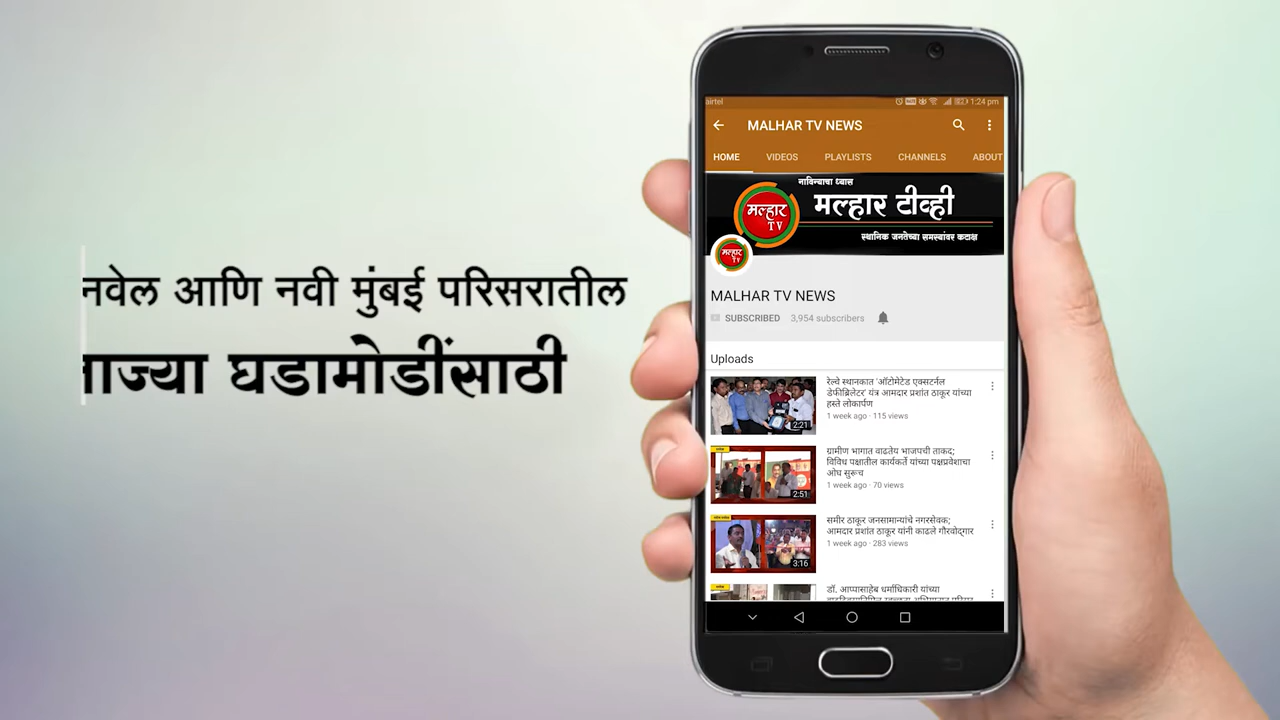 नवेल आणि नवी मुंबई परिसरातील
ाज्या घडामोडींसाठी
airtel
1:24 pm
MALHAR TV NEWS
HOME VIDEOS PLAYLISTS CHANNELS ABOUT
नाविन्याचा ध्यास
मल्हार TV
मल्हार टीव्ही
स्थानिक जनतेच्या समस्यांवर कटाक्ष
मल्हार TV
MALHAR TV NEWS
SUBSCRIBED 3,954 subscribers
Uploads
रेल्वे स्थानकात 'ऑटोमेटेड एक्सटर्नल
डेफीब्रिलेटर' यंत्र आमदार प्रशांत ठाकूर यांच्या
हस्ते लोकार्पण
1 week ago · 115 views
2:21
ग्रामीण भागात वाढतेय भाजपची ताकद;
विविध पक्षातील कार्यकर्ते यांच्या पक्षप्रवेशाचा
ओघ सुरूच
1 week ago · 70 views
2:51
समीर ठाकूर जनसामान्यांचे नगरसेवक;
आमदार प्रशांत ठाकूर यांनी काढले गौरवोद्गार
1 week ago · 283 views
3:16
डॉ. आप्पासाहेब धर्माधिकारी यांच्या